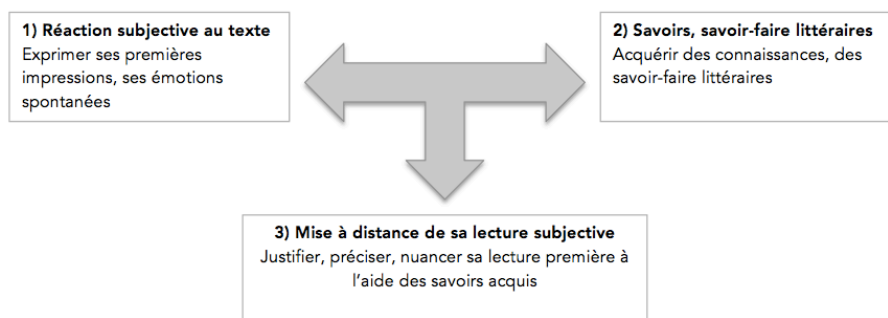 1) Réaction subjective au texte
Exprimer ses premières
impressions, ses émotions
spontanées
2) Savoirs, savoir-faire littéraires
Acquérir des connaissances, des
savoir-faire littéraires
3) Mise à distance de sa lecture subjective
Justifier, préciser, nuancer sa lecture première à
l'aide des savoirs acquis